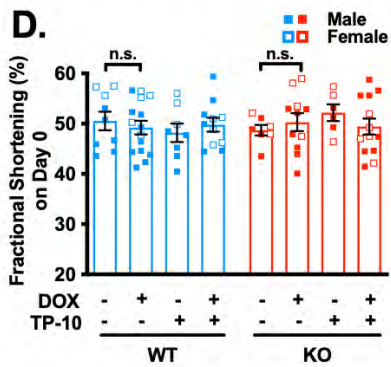 D.
Male
Female
n.s.
n.s.
Fractional Shortening (%)
on Day 0
60
50
40
30
20
DOX - + - + - + - +
TP-10 - - + + - - + +
WT KO